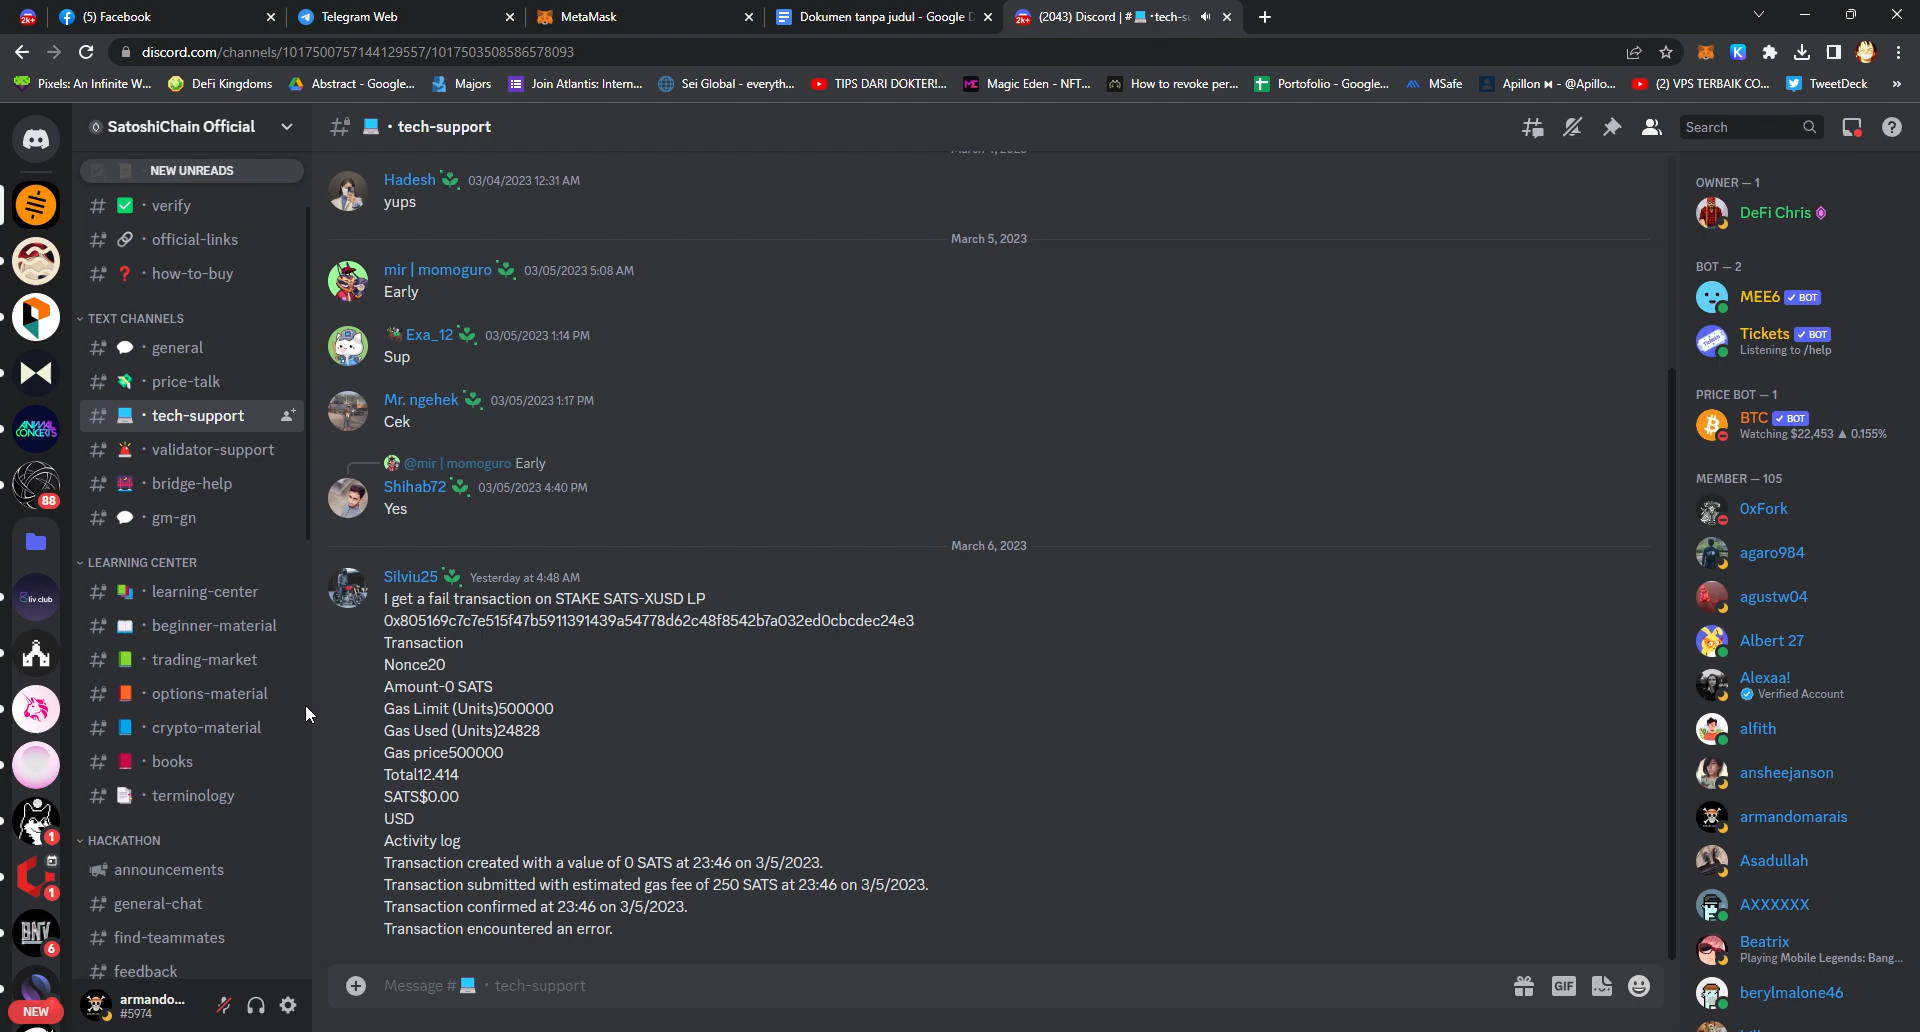 (5) Facebook
Telegram Web
MetaMask
Dokumen tanpa judul - Google D
(2043) Discord | # • tech-su
discord.com/channels/1017500757144129557/1017503508586578093
Pixels: An Infinite W...
DeFi Kingdoms
Abstract - Google...
Majors
Join Atlantis: Intern...
Sei Global - everyth...
TIPS DARI DOKTER!...
Magic Eden - NFT...
How to revoke per...
Portofolio - Google...
MSafe
Apillon - @Apillo...
(2) VPS TERBAIK CO...
TweetDeck
SatoshiChain Official
NEW UNREADS
verify
official-links
how-to-buy
TEXT CHANNELS
general
price-talk
tech-support
validator-support
bridge-help
gm-gn
LEARNING CENTER
learning-center
beginner-material
trading-market
options-material
crypto-material
books
terminology
HACKATHON
announcements
general-chat
find-teammates
feedback
armando...
#5974
2k+
ANIMAL CONCERTS
88
liv club
1
1
BNV
6
NEW
• tech-support
Search
Hadesh 03/04/2023 12:31 AM
yups
March 5, 2023
mir | momoguro 03/05/2023 5:08 AM
Early
Exa_12 03/05/2023 1:14 PM
Sup
Mr. ngehek 03/05/2023 1:17 PM
Cek
@mir | momoguro Early
Shihab72 03/05/2023 4:40 PM
Yes
March 6, 2023
Silviu25 Yesterday at 4:48 AM
I get a fail transaction on STAKE SATS-XUSD LP
0x805169c7c7e515f47b5911391439a54778d62c48f8542b7a032ed0cbcdec24e3
Transaction
Nonce20
Amount-0 SATS
Gas Limit (Units)500000
Gas Used (Units)24828
Gas price500000
Total12.414
SATS$0.00
USD
Activity log
Transaction created with a value of 0 SATS at 23:46 on 3/5/2023.
Transaction submitted with estimated gas fee of 250 SATS at 23:46 on 3/5/2023.
Transaction confirmed at 23:46 on 3/5/2023.
Transaction encountered an error.
Message # • tech-support
GIF
OWNER — 1
DeFi Chris
BOT — 2
MEE6 ✓ BOT
Tickets ✓ BOT
Listening to /help
PRICE BOT — 1
BTC ✓ BOT
Watching $22,453 ▲ 0.155%
MEMBER — 105
0xFork
agaro984
agustw04
Albert 27
Alexaa!
Verified Account
alfith
ansheejanson
armandomarais
Asadullah
AXXXXXX
Beatrix
Playing Mobile Legends: Bang...
berylmalone46